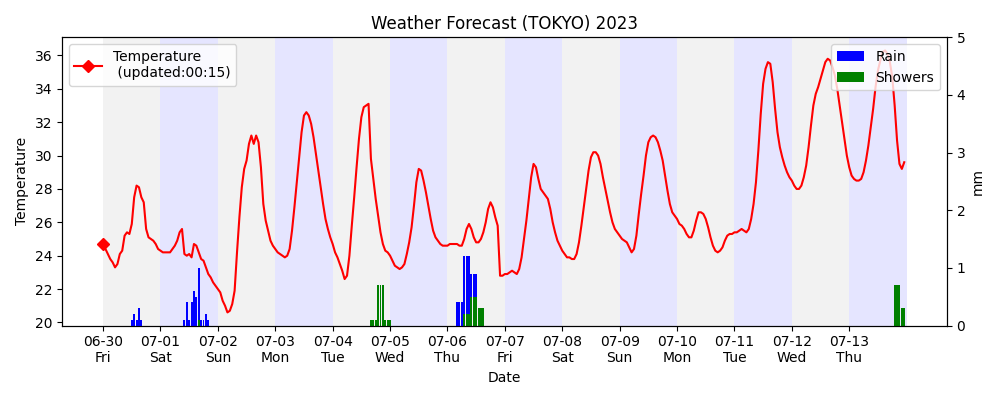 Weather Forecast (TOKYO) 2023
Temperature
(updated:00:15)
Rain
Showers
Temperature
36
34
32
30
28
26
24
22
20
5
4
3
2
1
0
mm
06-30 07-01 07-02 07-03 07-04 07-05 07-06 07-07 07-08 07-09 07-10 07-11 07-12 07-13
Fri Sat Sun Mon Tue Wed Thu Fri Sat Sun Mon Tue Wed Thu
Date